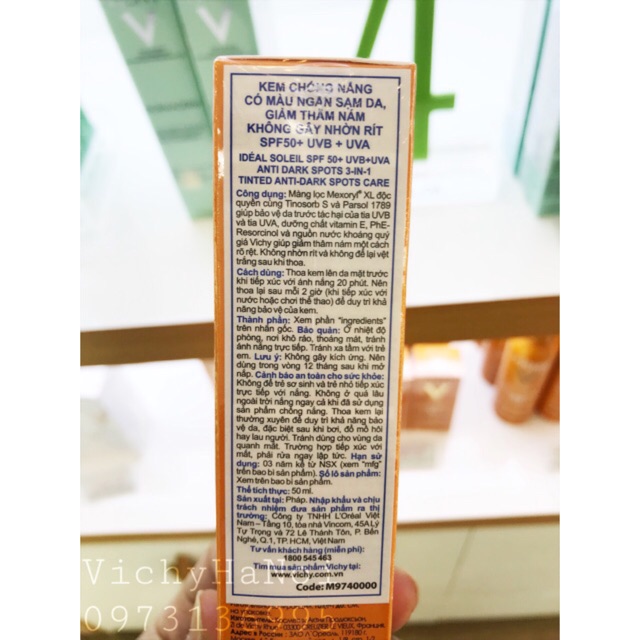 KEM CHỐNG NẮNG
CÓ MÀU NGĂN SẠM DA,
GIẢM THÂM NÁM
KHÔNG GÂY NHỜN RÍT
SPF50+ UVB + UVA
IDÉAL SOLEIL SPF 50+ UVB+UVA
ANTI DARK SPOTS 3-IN-1
TINTED ANTI-DARK SPOTS CARE
Công dụng: Màng lọc Mexoryl® XL độc
quyền cùng Tinosorb S và Parsol 1789
giúp bảo vệ da trước tác hại của tia UVB
và tia UVA, dưỡng chất vitamin E, PhE-
Resorcinol và nguồn nước khoáng quý
giá Vichy giúp giảm thâm nám một cách
rõ rệt. Không nhờn rít và không để lại vệt
trắng sau khi thoa.
Cách dùng: Thoa kem lên da mặt trước
khi tiếp xúc với ánh nắng 20 phút. Nên
thoa lại sau mỗi 2 giờ (khi tiếp xúc với
nước hoặc chơi thể thao) để duy trì khả
năng bảo vệ của kem.
Thành phần: Xem phần "ingredients"
trên nhãn gốc. Bảo quản: Ở nhiệt độ
phòng, nơi khô ráo, thoáng mát, tránh
ánh nắng trực tiếp. Tránh xa tầm với trẻ
em. Lưu ý: Không gây kích ứng. Nên
dùng trong vòng 12 tháng sau khi mở
nắp. Cảnh báo an toàn cho sức khỏe:
Không để trẻ sơ sinh và trẻ nhỏ tiếp xúc
trực tiếp với nắng. Không ở quá lâu
ngoài trời nắng ngay cả khi đã sử dụng
sản phẩm chống nắng. Thoa kem lại
thường xuyên để duy trì khả năng bảo
vệ da, đặc biệt sau khi bơi, đổ mồ hôi
hay lau người. Tránh dùng cho vùng da
quanh mắt. Trường hợp tiếp xúc với
mắt, phải rửa ngay lập tức. Hạn sử
dụng: 03 năm kể từ NSX (xem "mfg"
trên bao bì sản phẩm). Số lô sản phẩm:
Xem trên bao bì sản phẩm.
Thể tích thực: 50 ml.
Sản xuất tại: Pháp. Nhập khẩu và chịu
trách nhiệm đưa sản phẩm ra thị
trường: Công ty TNHH L'Oréal Việt
Nam – Tầng 10, tòa nhà Vincom, 45A Lý
Tự Trọng và 72 Lê Thánh Tôn, P. Bến
Nghé, Q.1, TP.HCM, Việt Nam
Tư vấn khách hàng (miễn phí):
1800 545 463
Tìm mua sản phẩm Vichy tại:
www.vichy.com.vn
Code: M9740000
VichyHaNoi